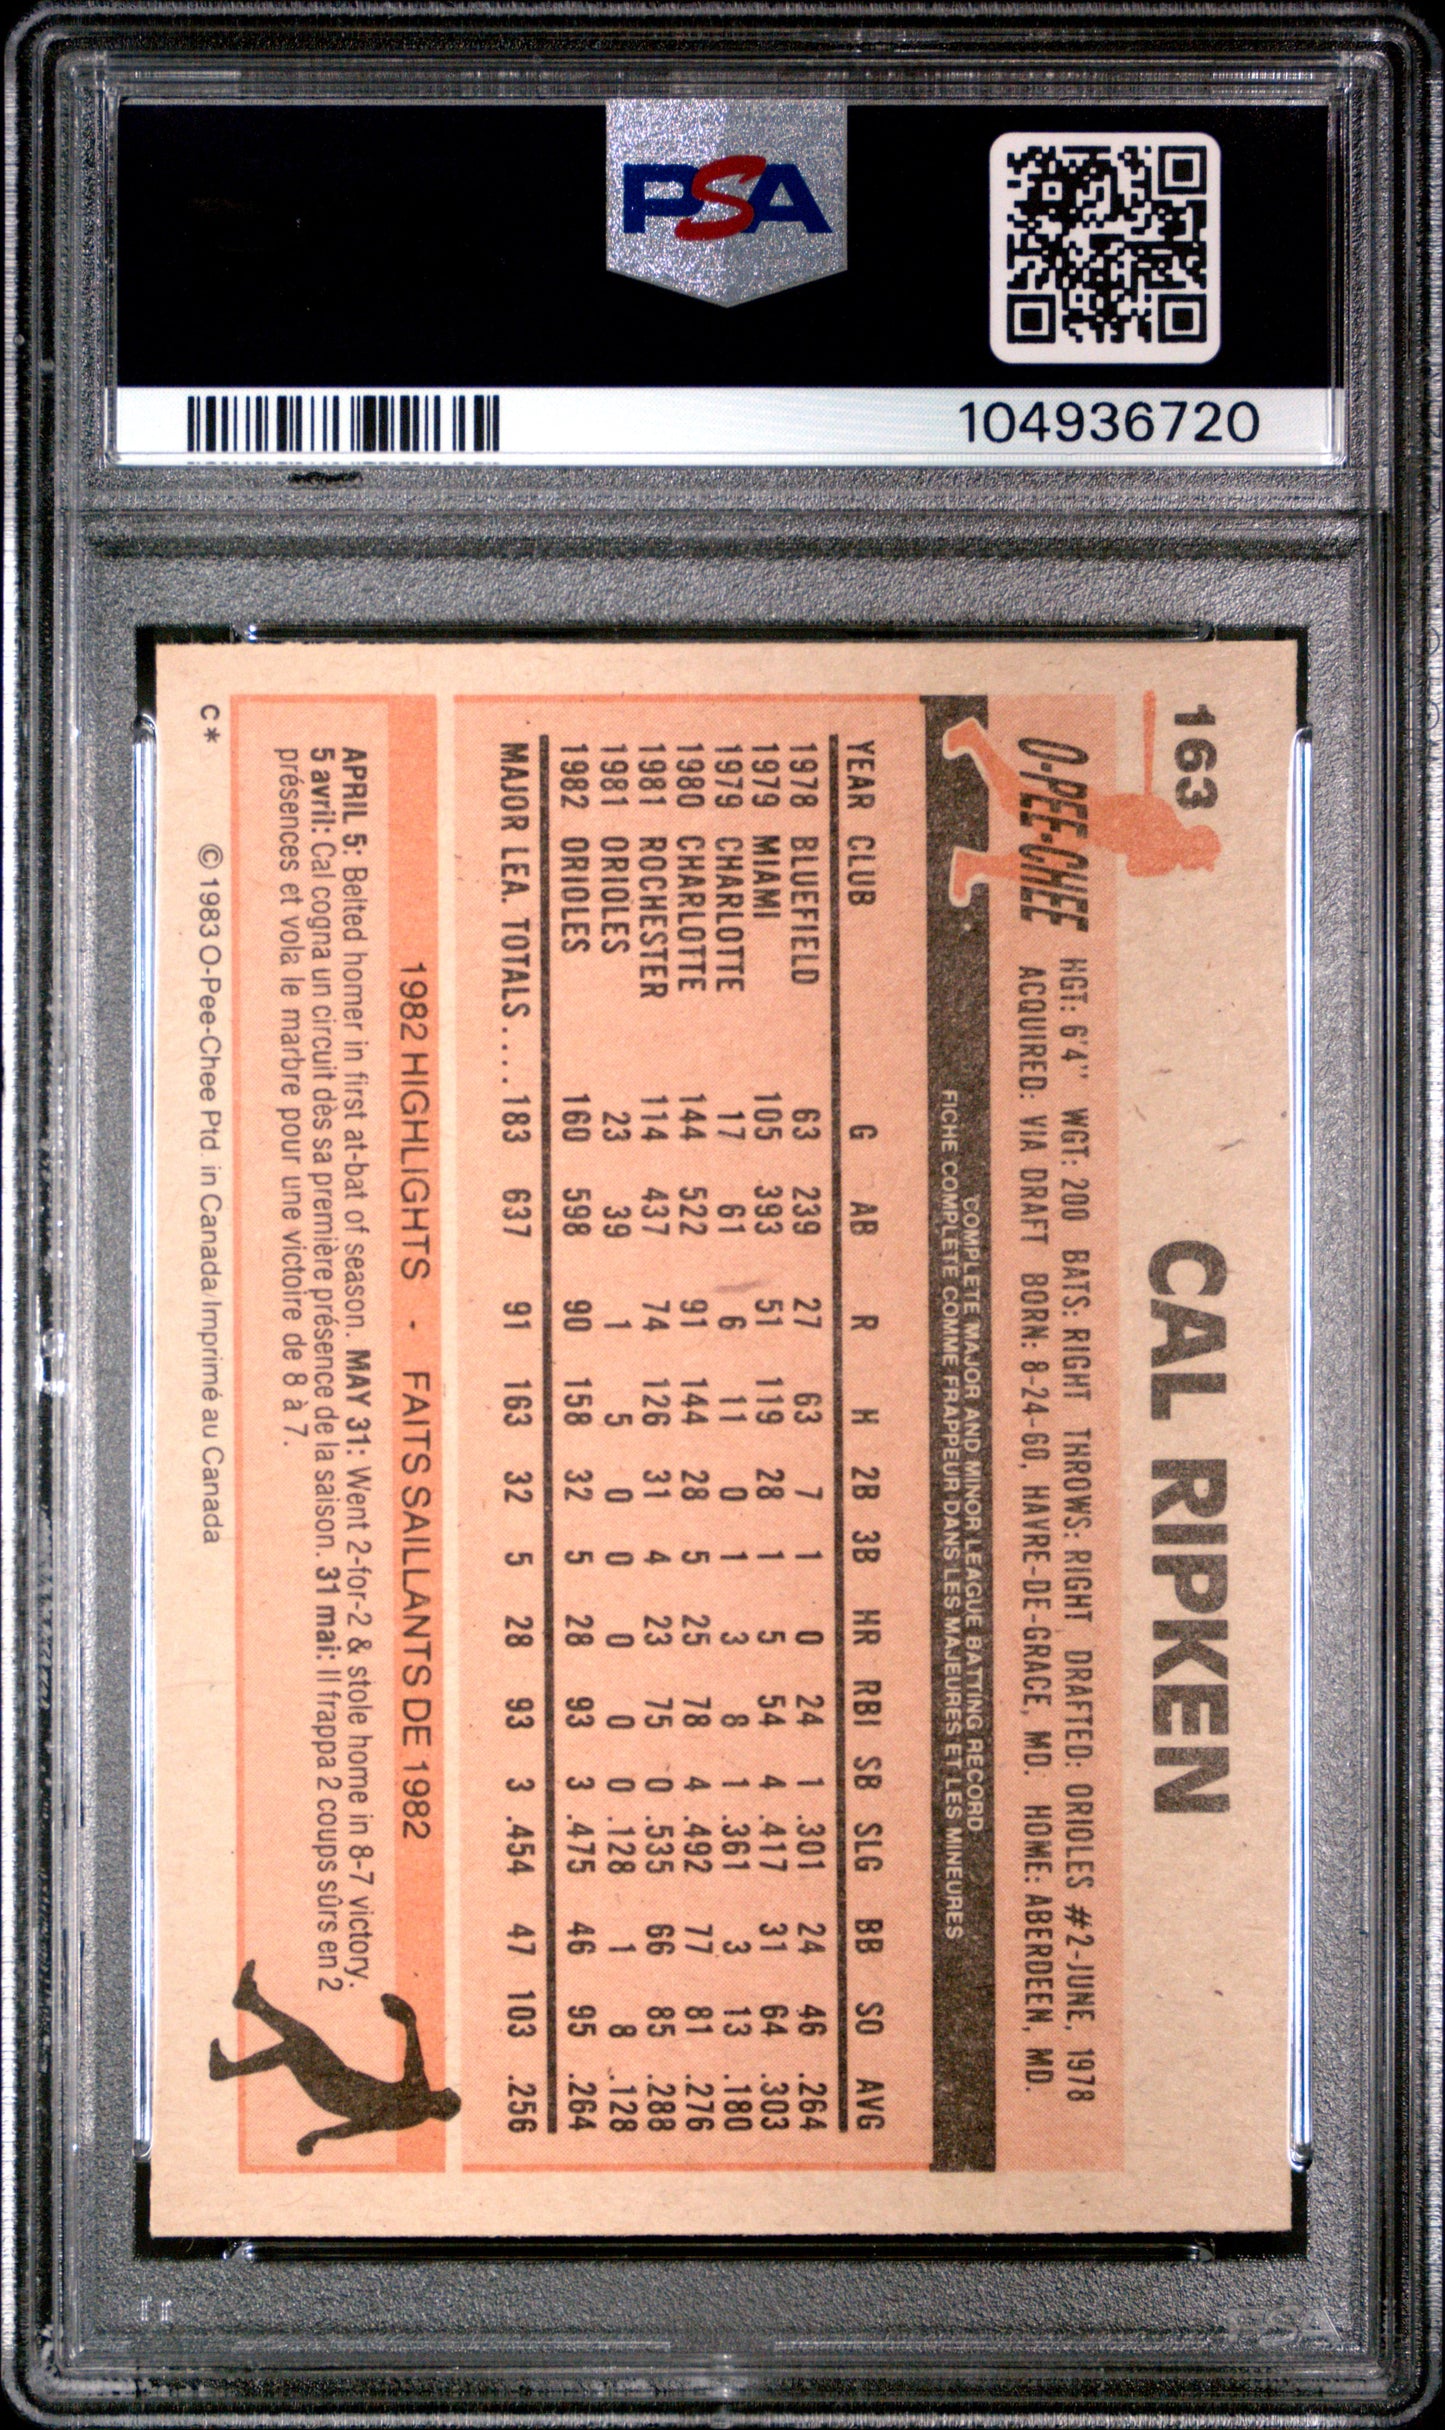 PSA
104936720
163
CAL RIPKEN
O-PEE-CHEE
HGT: 6'4" WGT: 200 BATS: RIGHT THROWS: RIGHT DRAFTED: ORIOLES #2-JUNE, 1978
ACQUIRED: VIA DRAFT BORN: 8-24-60, HAVRE-DE-GRACE, MD. HOME: ABERDEEN, MD.
COMPLETE MAJOR AND MINOR LEAGUE BATTING RECORD
FICHE COMPLETE COMME FRAPPEUR DANS LES MAJEURES ET LES MINEURES
YEAR CLUB G AB R H 2B 3B HR RBI SB SLG BB SO AVG
1978 BLUEFIELD 63 239 27 63 7 1 0 24 1 .301 24 46 .264
1979 MIAMI 105 393 51 119 28 1 5 54 4 .417 31 64 .303
1979 CHARLOTTE 17 61 6 11 0 1 3 8 1 .361 3 13 .180
1980 CHARLOTTE 144 522 91 144 28 5 25 78 4 .492 77 81 .276
1981 ROCHESTER 114 437 74 126 31 4 23 75 0 .535 66 85 .288
1981 ORIOLES 23 39 1 5 0 0 0 0 0 .128 1 8 .128
1982 ORIOLES 160 598 90 158 32 5 28 93 3 .475 46 95 .264
MAJOR LEA. TOTALS.... 183 637 91 163 32 5 28 93 3 .454 47 103 .256
1982 HIGHLIGHTS - FAITS SAILLANTS DE 1982
APRIL 5: Belted homer in first at-bat of season. MAY 31: Went 2-for-2 & stole home in 8-7 victory.
5 avril: Cal cogna un circuit dès sa première présence de la saison. 31 mai: Il frappa 2 coups sûrs en 2
présences et vola le marbre pour une victoire de 8 à 7.
C* © 1983 O-Pee-Chee Ptd. in Canada/Imprimé au Canada
PSA